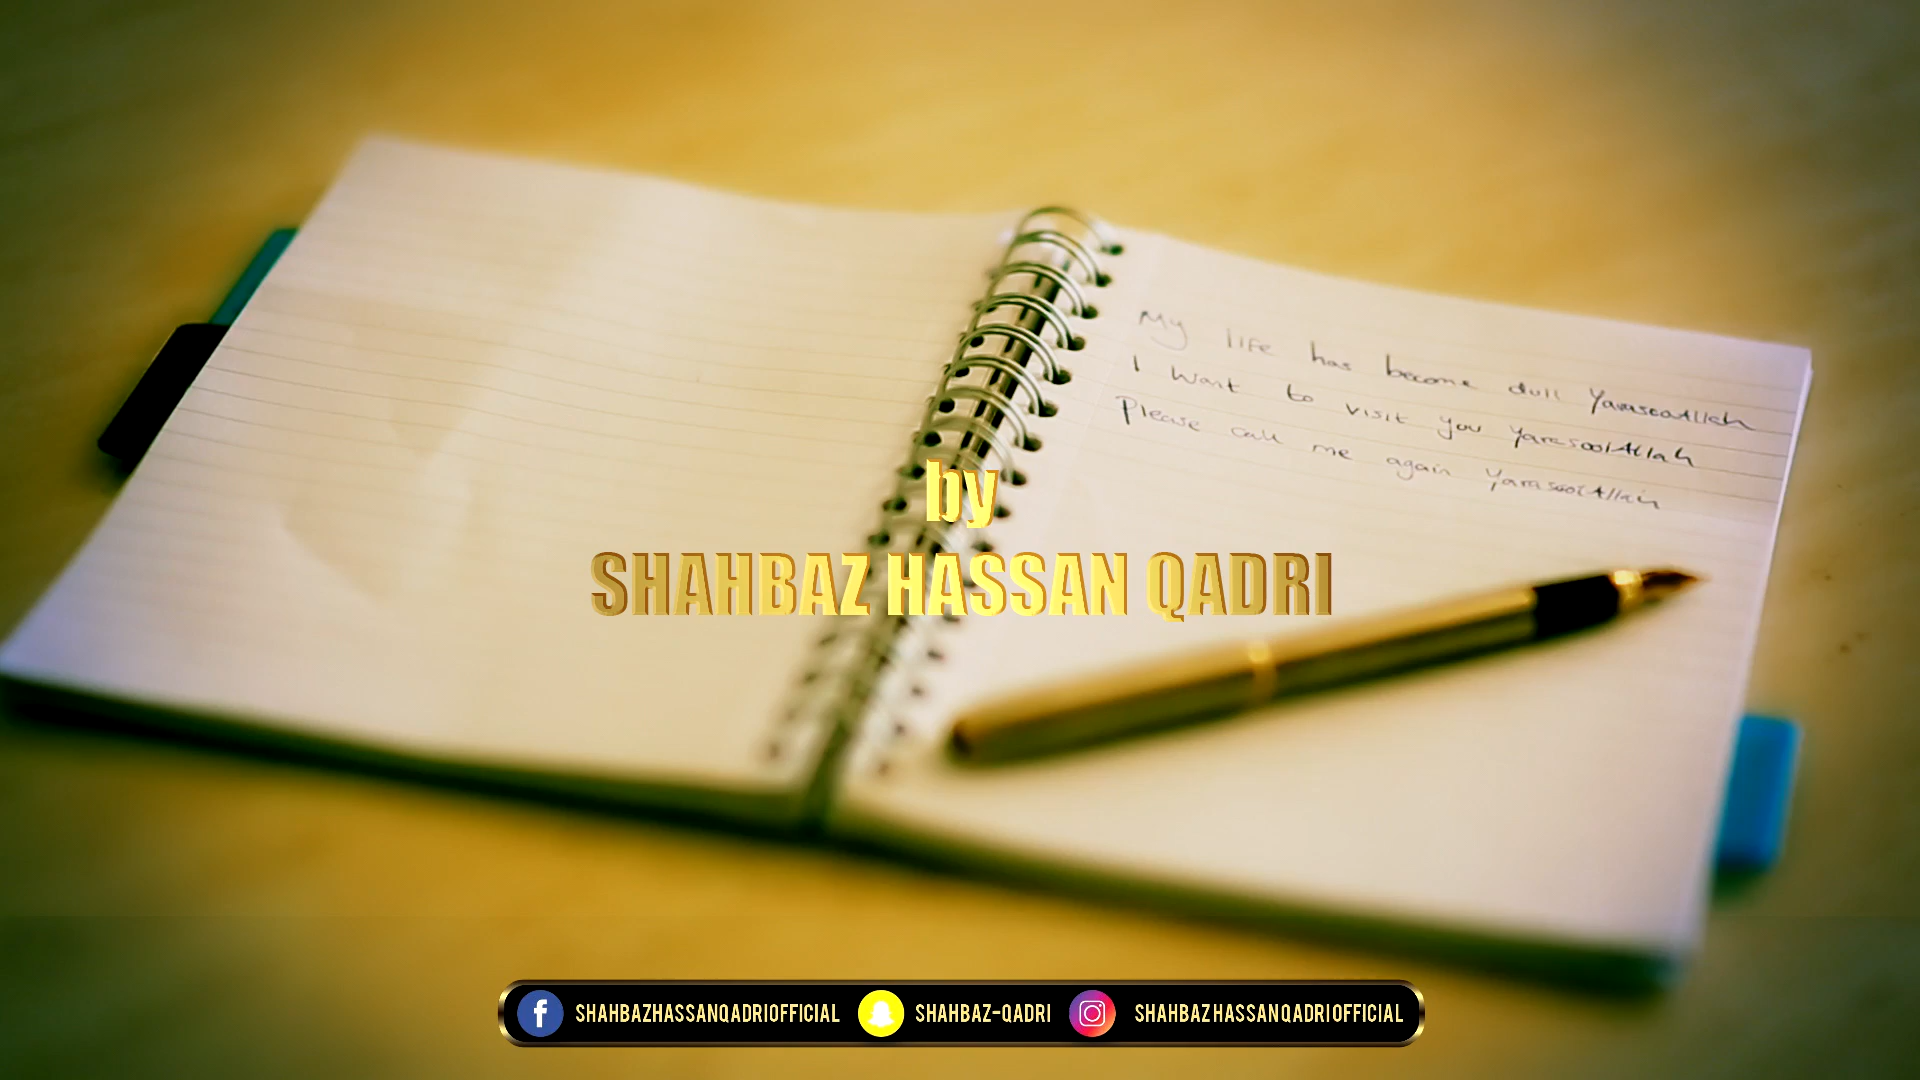 My life has become dull YarasoolAllah
I want to visit you YarasoolAllah
Please call me again YarasoolAllah
by
SHAHBAZ HASSAN QADRI
SHAHBAZHASSANQADRIOFFICIAL SHAHBAZ-QADRI SHAHBAZHASSANQADRIOFFICIAL